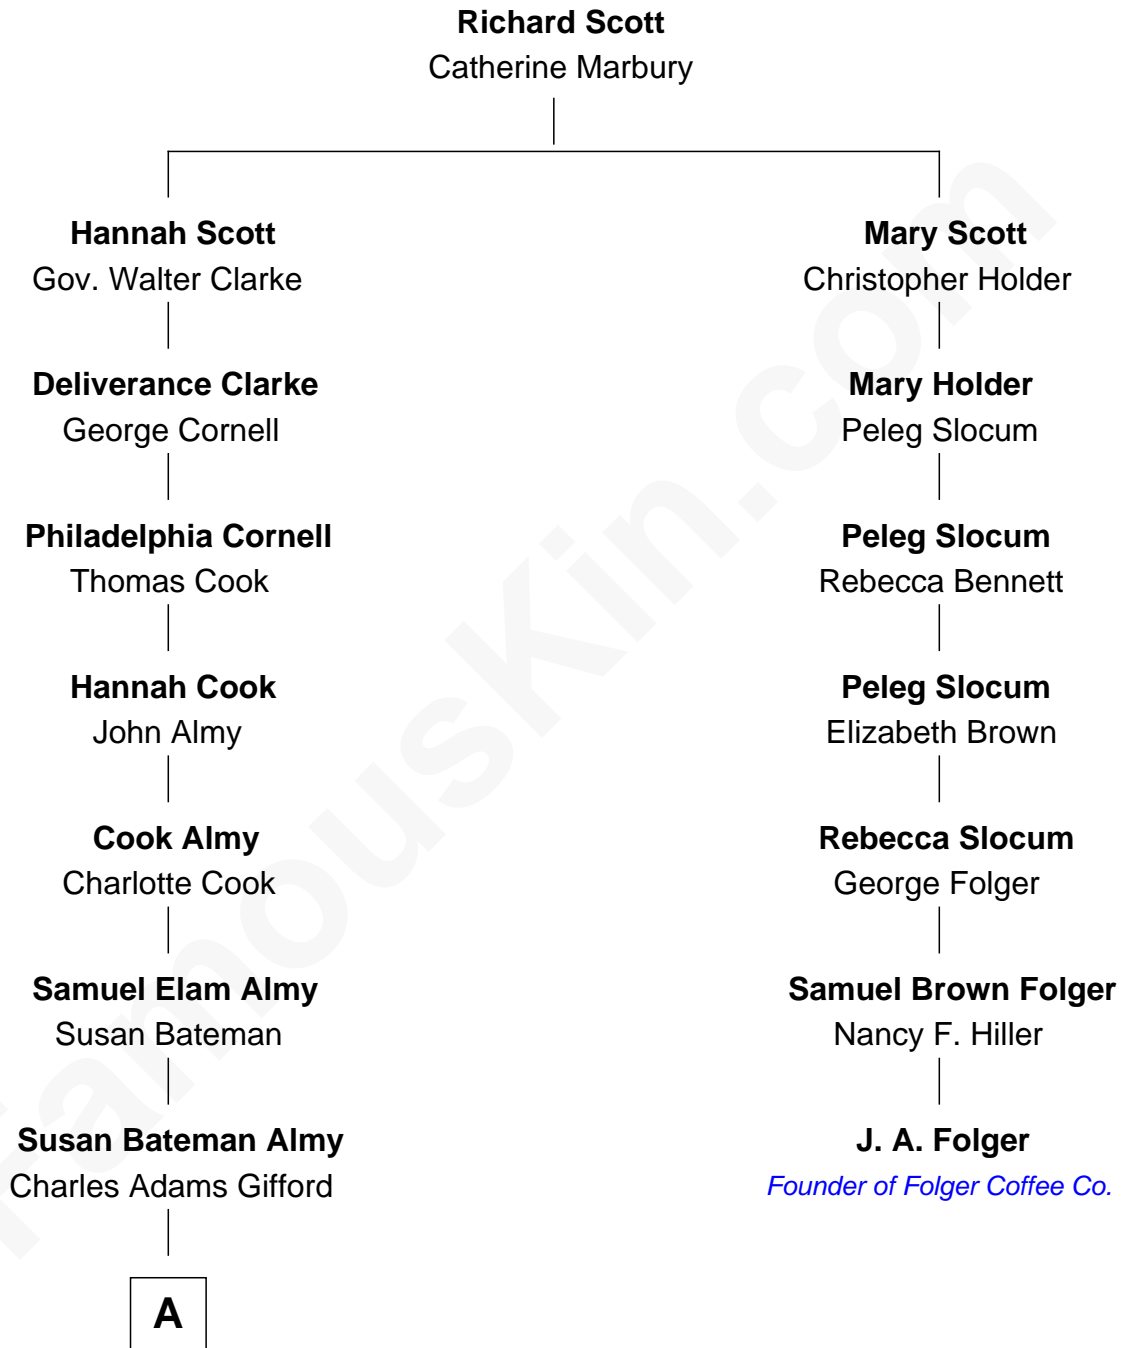 Richard Scott
Catherine Marbury
Hannah Scott
Gov. Walter Clarke
Mary Scott
Christopher Holder
Deliverance Clarke
George Cornell
Mary Holder
Peleg Slocum
Philadelphia Cornell
Thomas Cook
Peleg Slocum
Rebecca Bennett
Hannah Cook
John Almy
Peleg Slocum
Elizabeth Brown
Cook Almy
Charlotte Cook
Rebecca Slocum
George Folger
Samuel Elam Almy
Susan Bateman
Samuel Brown Folger
Nancy F. Hiller
Susan Bateman Almy
Charles Adams Gifford
J. A. Folger
Founder of Folger Coffee Co.
A
FamousKin.com